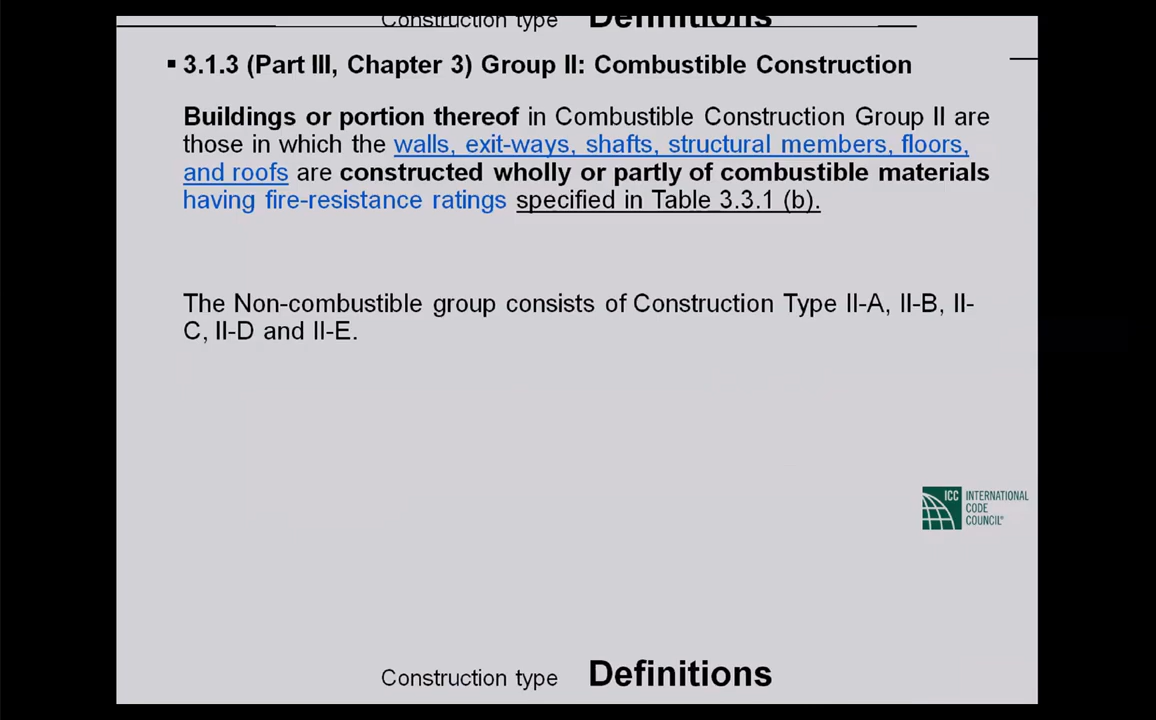 Construction type Definitions
▪ 3.1.3 (Part III, Chapter 3) Group II: Combustible Construction
Buildings or portion thereof in Combustible Construction Group II are
those in which the walls, exit-ways, shafts, structural members, floors,
and roofs are constructed wholly or partly of combustible materials
having fire-resistance ratings specified in Table 3.3.1 (b).
The Non-combustible group consists of Construction Type II-A, II-B, II-
C, II-D and II-E.
ICC INTERNATIONAL
CODE
COUNCIL®
Construction type Definitions